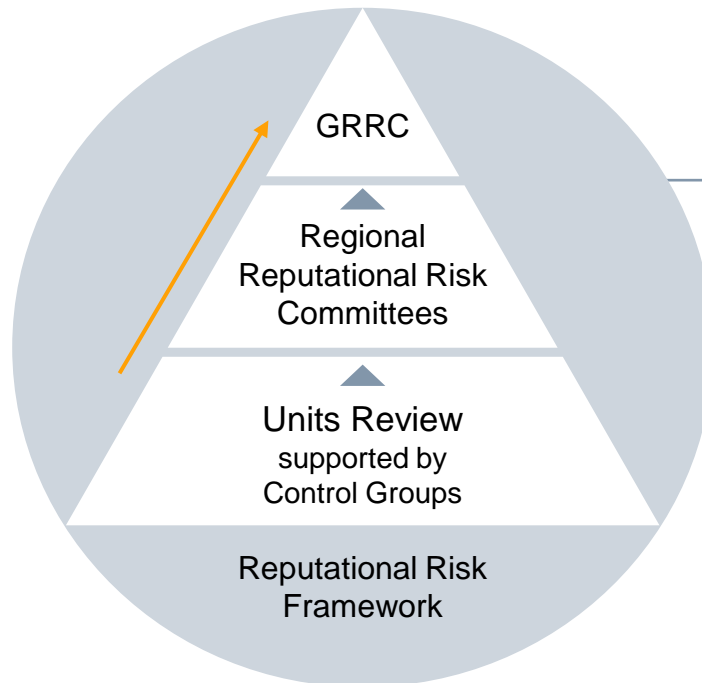 GRRC
Regional
Reputational Risk
Committees
Units Review
supported by
Control Groups
Reputational Risk
Framework